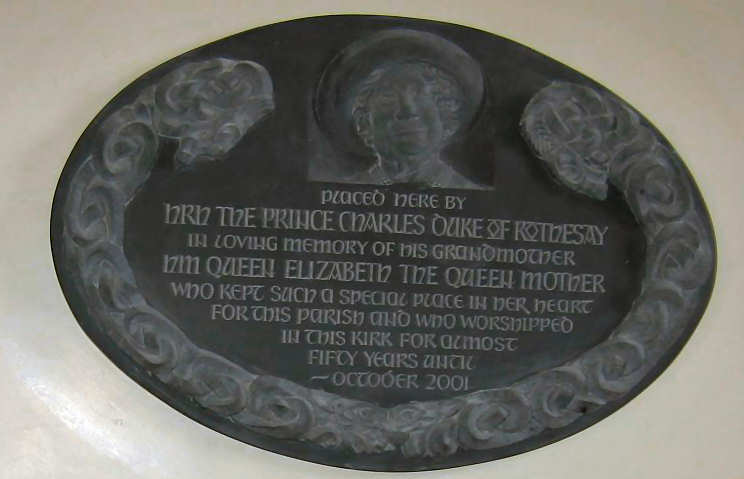 PLACED HERE BY
HRH THE PRINCE CHARLES DUKE OF ROTHESAY
IN LOVING MEMORY OF HIS GRANDMOTHER
HM QUEEN ELIZABETH THE QUEEN MOTHER
WHO KEPT SUCH A SPECIAL PLACE IN HER HEART
FOR THIS PARISH AND WHO WORSHIPPED
IN THIS KIRK FOR ALMOST
FIFTY YEARS UNTIL
~OCTOBER 2001